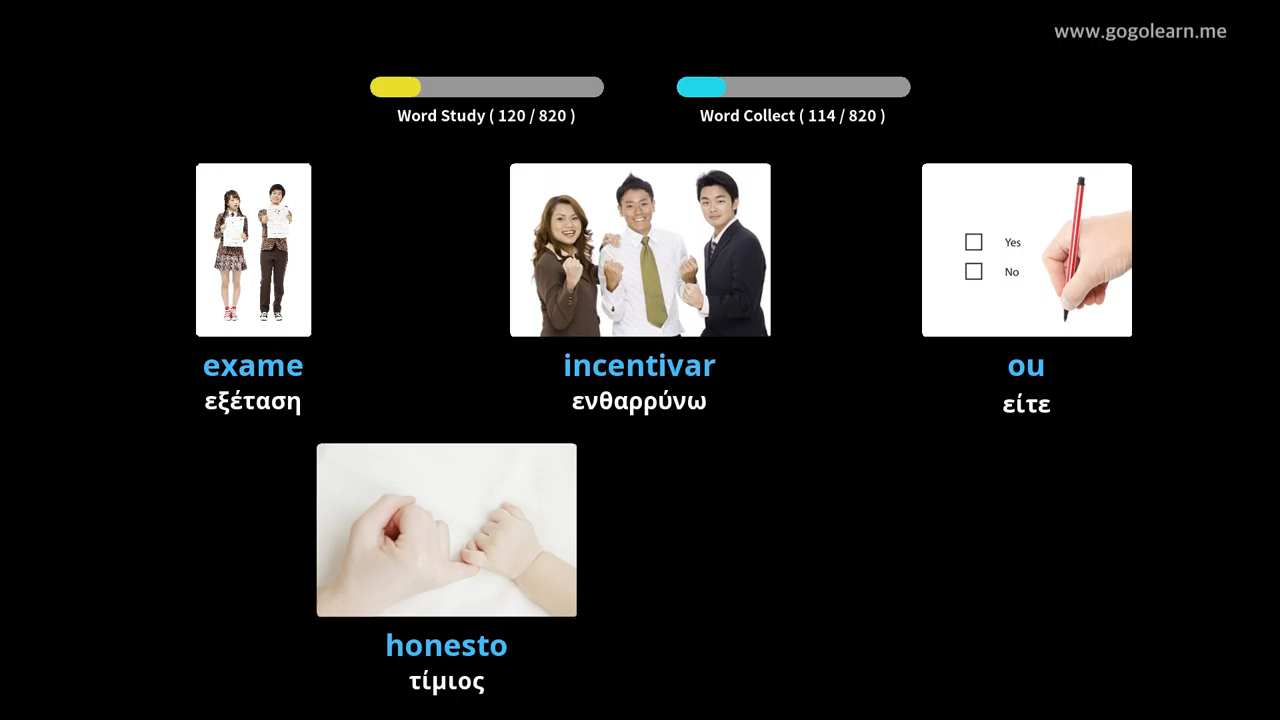 www.gogolearn.me
Word Study ( 120 / 820 )
Word Collect ( 114 / 820 )
Yes
No
exame
εξέταση
incentivar
ενθαρρύνω
ou
είτε
honesto
τίμιος